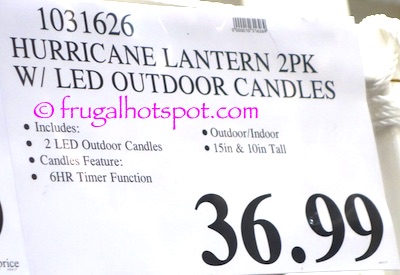 1031626
HURRICANE LANTERN 2PK
W/ LED OUTDOOR CANDLES
© frugalhotspot.com
• Includes:
• 2 LED Outdoor Candles
• Candles Feature:
• 6HR Timer Function
• Outdoor/Indoor
• 15in & 10in Tall
36.99
price